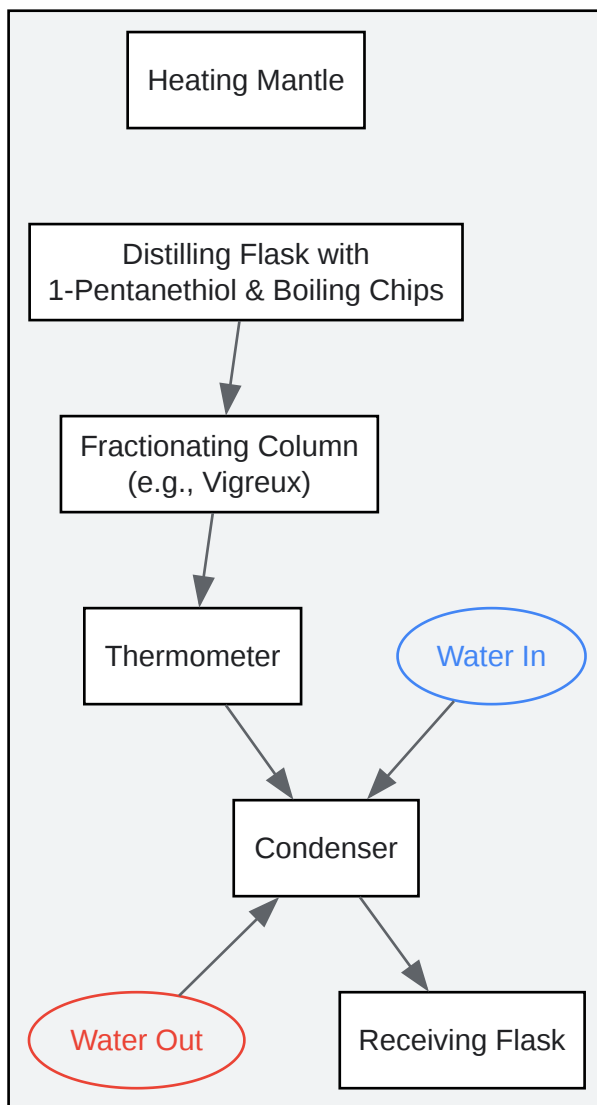 Heating Mantle
Distilling Flask with
1-Pentanethiol & Boiling Chips
Fractionating Column
(e.g., Vigreux)
Thermometer
Water In
Condenser
Water Out
Receiving Flask